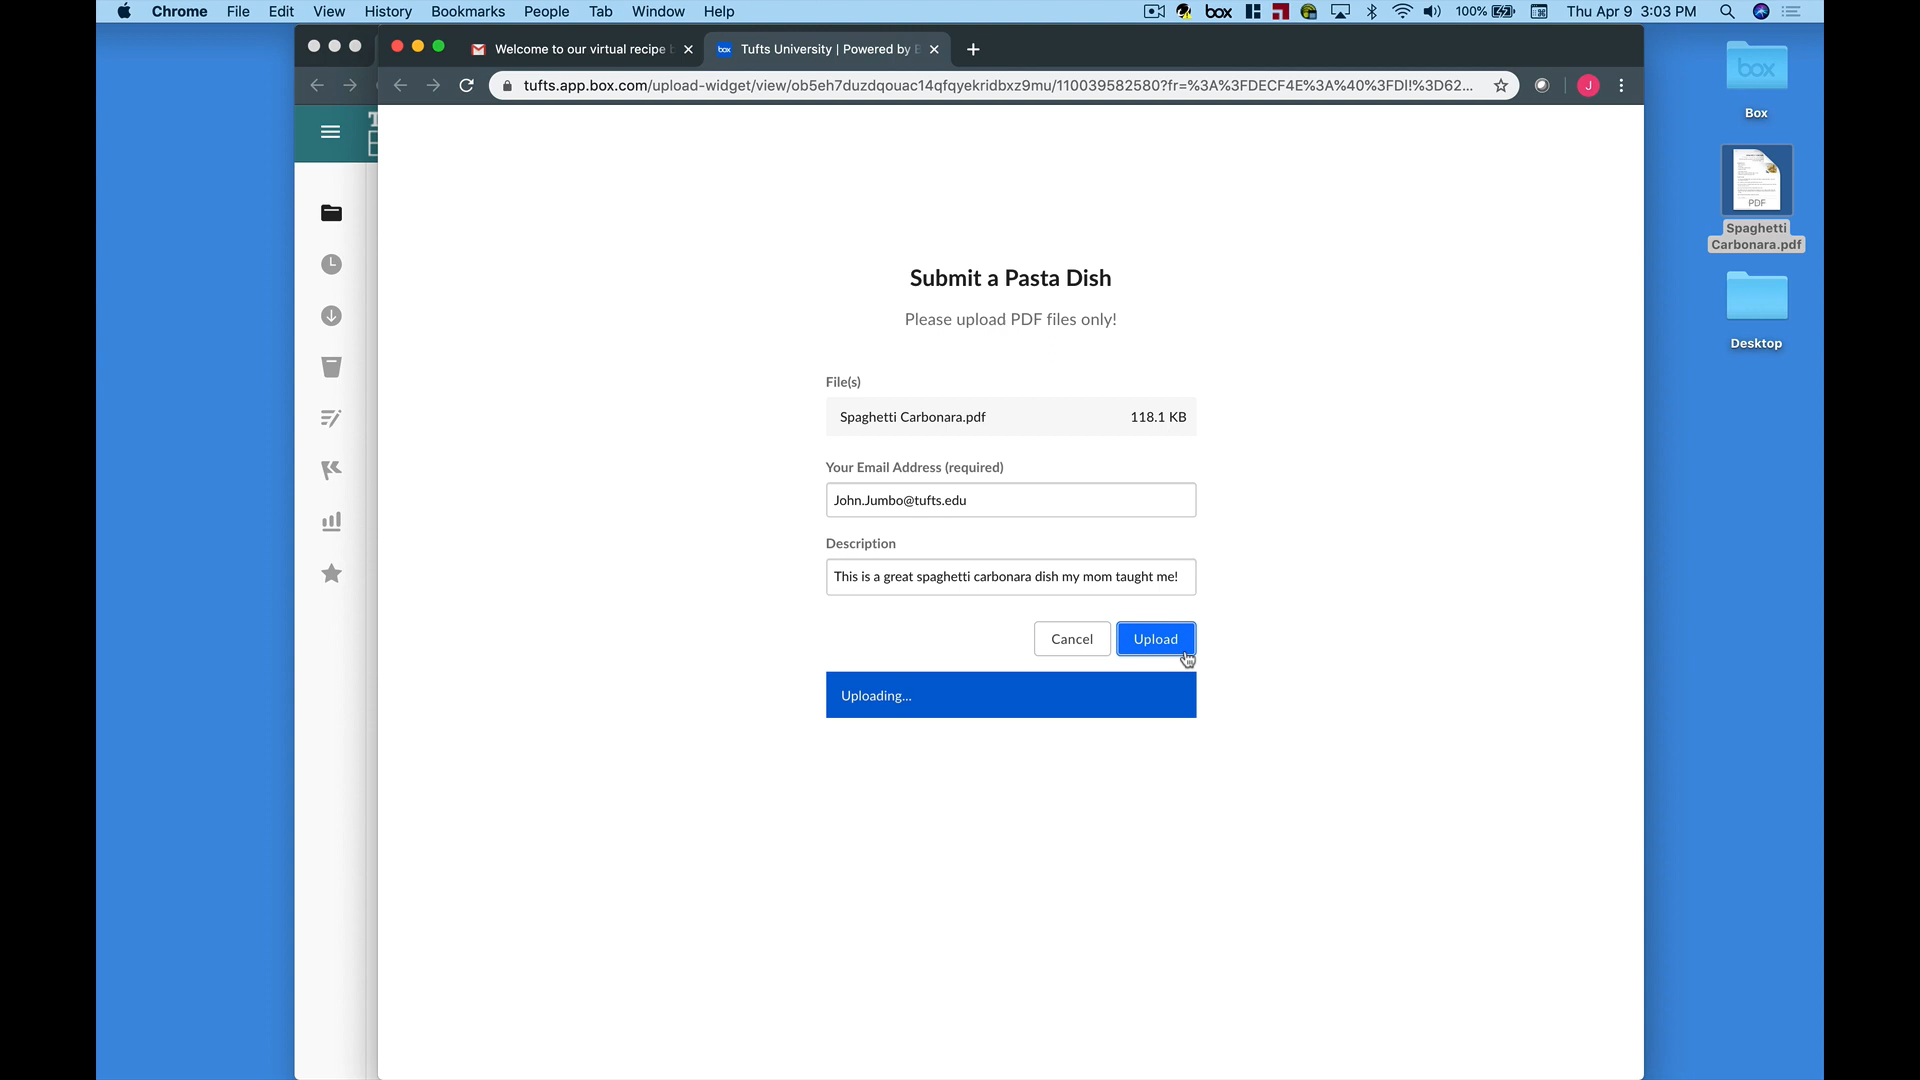 Chrome File Edit View History Bookmarks People Tab Window Help
box 100% Thu Apr 9 3:03 PM
Welcome to our virtual recipe
box Tufts University | Powered by
tufts.app.box.com/upload-widget/view/ob5eh7duzdqouac14qfqyekridbxz9mu/110039582580?fr=%3A%3FDECF4E%3A%40%3FDI!%3D62...
J
Submit a Pasta Dish
Please upload PDF files only!
File(s)
Spaghetti Carbonara.pdf 118.1 KB
Your Email Address (required)
John.Jumbo@tufts.edu
Description
This is a great spaghetti carbonara dish my mom taught me!
Cancel Upload
Uploading...
box
Box
PDF
Spaghetti
Carbonara.pdf
Desktop